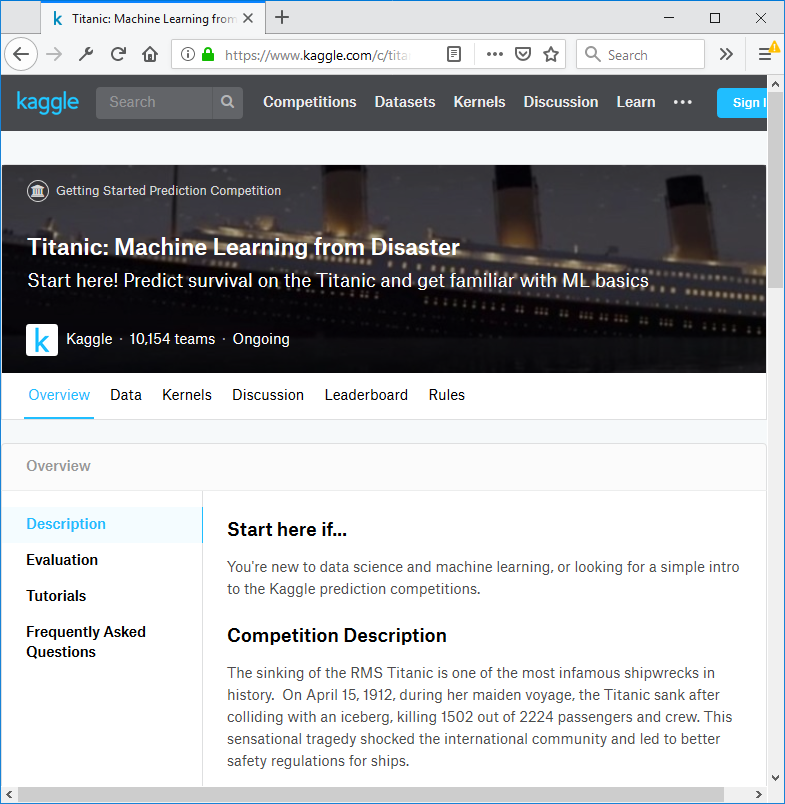 k Titanic: Machine Learning from
https://www.kaggle.com/c/tita
Search
kaggle
Search
Competitions Datasets Kernels Discussion Learn
Sign I
Getting Started Prediction Competition
Titanic: Machine Learning from Disaster
Start here! Predict survival on the Titanic and get familiar with ML basics
k Kaggle · 10,154 teams · Ongoing
Overview Data Kernels Discussion Leaderboard Rules
Overview
Description
Evaluation
Tutorials
Frequently Asked
Questions
Start here if...
You're new to data science and machine learning, or looking for a simple intro
to the Kaggle prediction competitions.
Competition Description
The sinking of the RMS Titanic is one of the most infamous shipwrecks in
history.  On April 15, 1912, during her maiden voyage, the Titanic sank after
colliding with an iceberg, killing 1502 out of 2224 passengers and crew. This
sensational tragedy shocked the international community and led to better
safety regulations for ships.